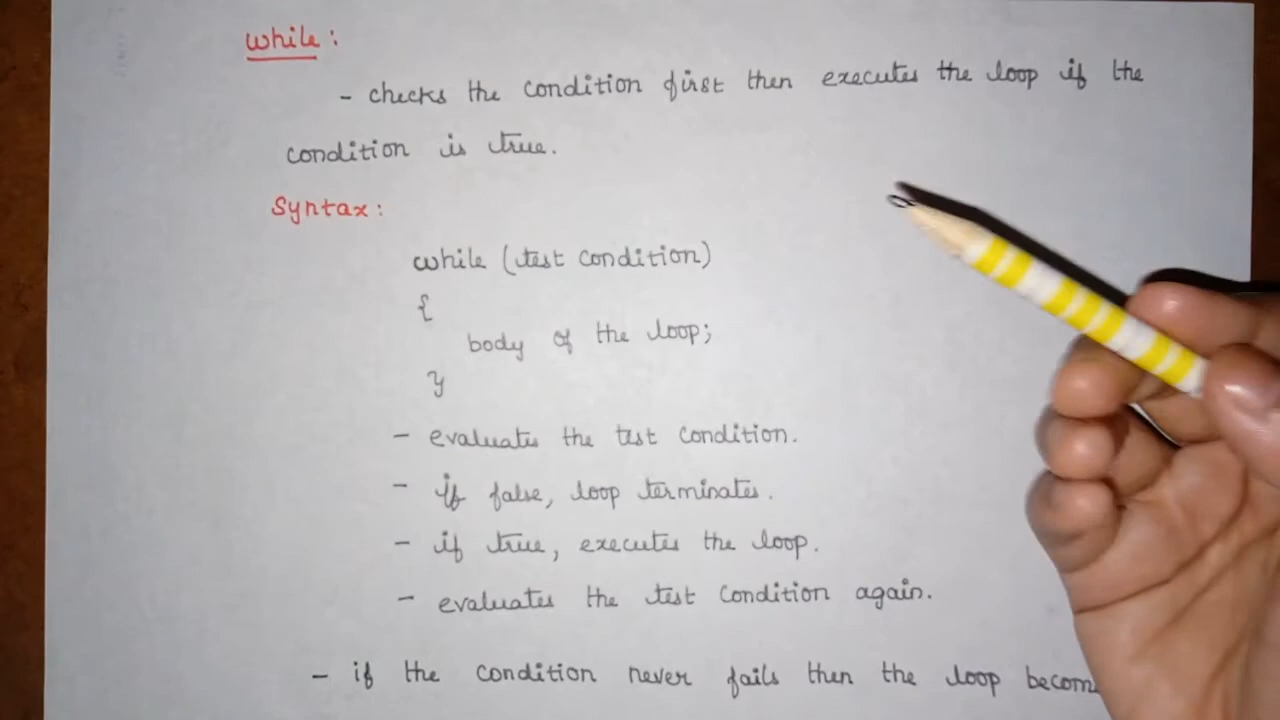 while :
- checks the condition first then executes the loop if the
condition is true.
Syntax :
while (test condition)
{
body of the loop;
}
- evaluates the test condition.
- if false, loop terminates.
- if true, executes the loop.
- evaluates the test condition again.
- if the condition never fails then the loop